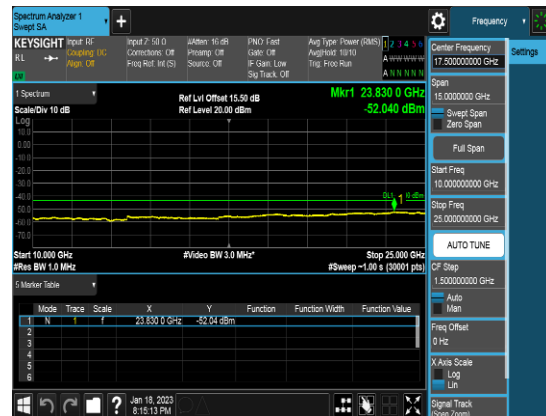 Spectrum Analyzer 1
Swept SA
Frequency
KEYSIGHT
RL
Input: RF
Coupling: DC
Align: Off
Input Z: 50 Ω
Corrections: Off
Freq Ref: Int (S)
#Atten: 16 dB
Preamp: Off
Source: Off
PNO: Fast
Gate: Off
IF Gain: Low
Sig Track: Off
Avg Type: Power (RMS)
Avg|Hold: 10/10
Trig: Free Run
1 2 3 4 5 6
A W W W W W
A N N N N N
1 Spectrum
Scale/Div 10 dB
Ref Lvl Offset 15.50 dB
Ref Level 20.00 dBm
Mkr1 23.830 0 GHz
-52.040 dBm
Log
10.0
0.00
-10.0
-20.0
-30.0
-40.0
-50.0
-60.0
-70.0
1
Start 10.000 GHz
#Res BW 1.0 MHz
#Video BW 3.0 MHz*
Stop 25.000 GHz
#Sweep ~1.00 s (30001 pts)
5 Marker Table
Mode Trace Scale X Y Function Function Width Function Value
1 N 1 f 23.830 0 GHz -52.04 dBm
2
3
4
5
6
Jan 18, 2023
8:15:13 PM
Center Frequency
17.500000000 GHz
Settings
Span
15.0000000 GHz
Swept Span
Zero Span
Full Span
Start Freq
10.000000000 GHz
Stop Freq
25.000000000 GHz
AUTO TUNE
CF Step
1.500000000 GHz
Auto
Man
Freq Offset
0 Hz
X Axis Scale
Log
Lin
Signal Track
(Span Zoom)